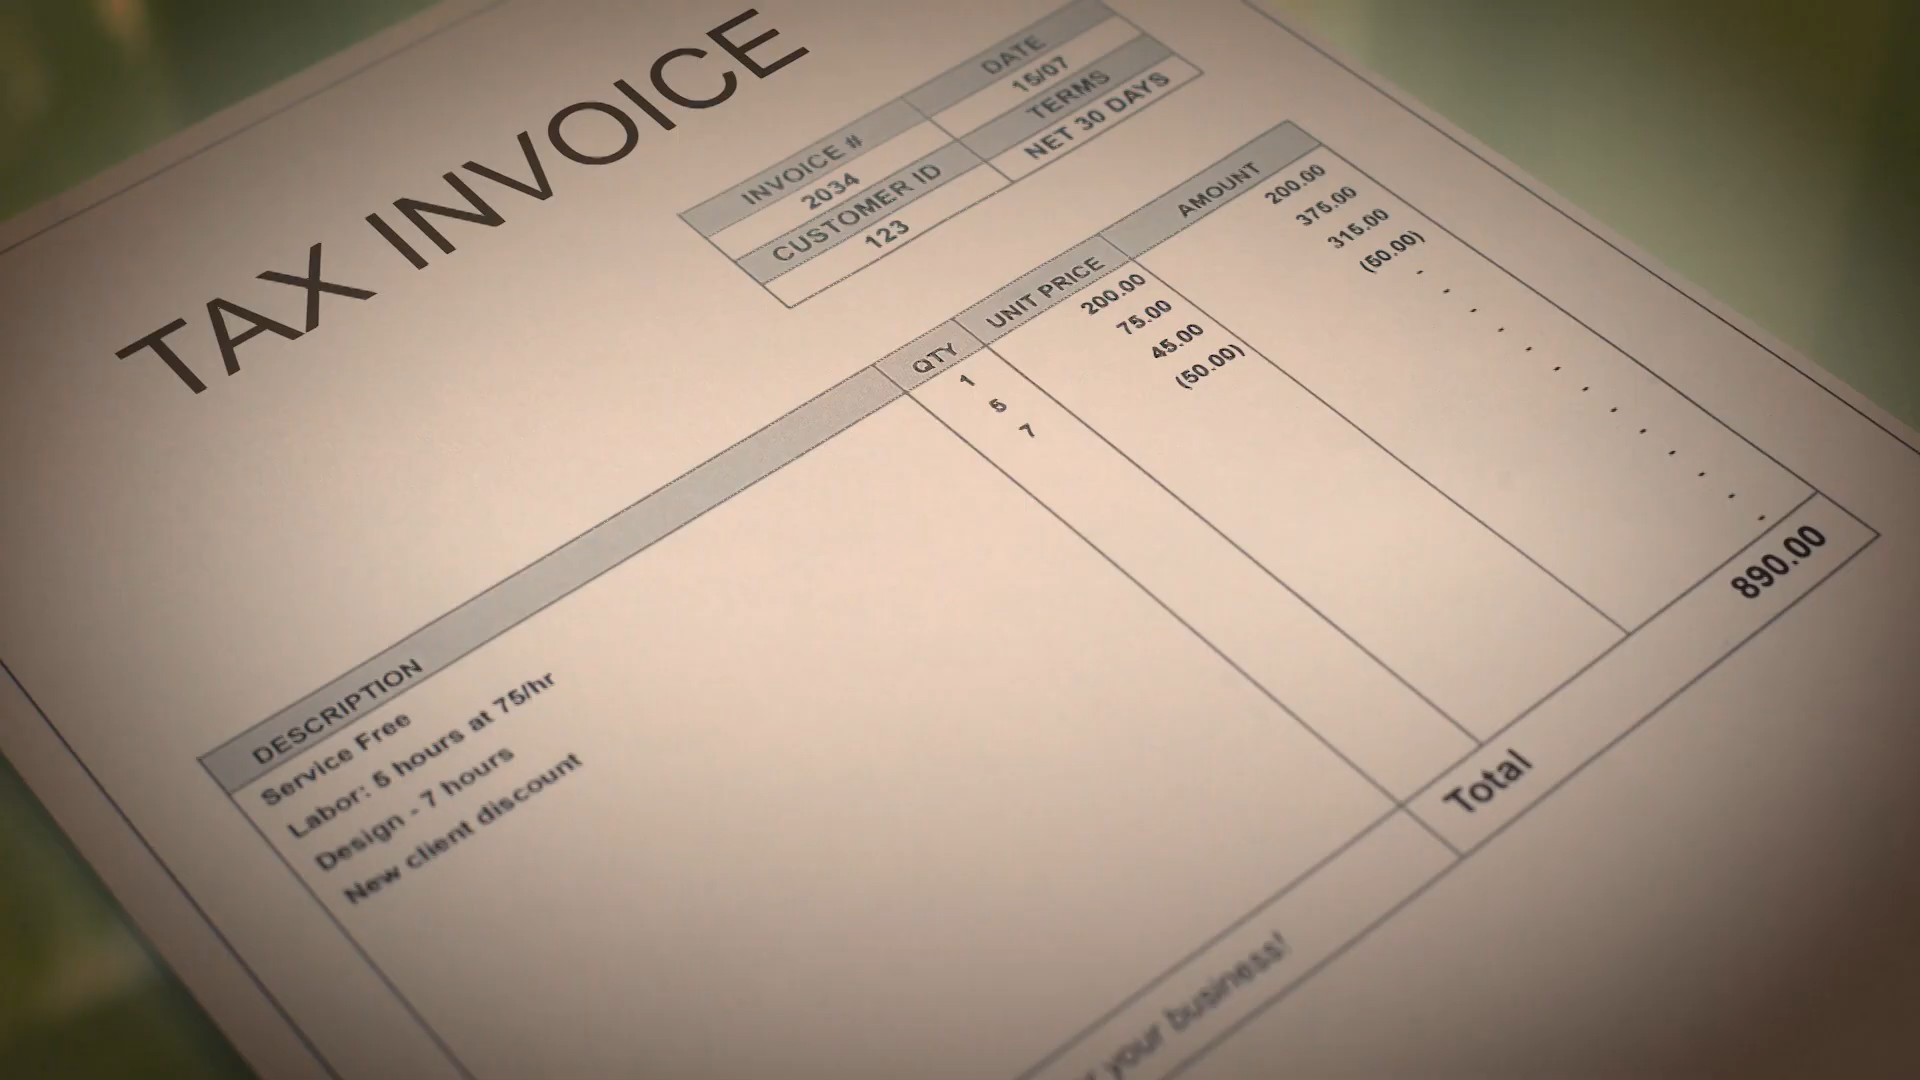 TAX INVOICE
INVOICE # DATE
2034 15/07
CUSTOMER ID TERMS
123 NET 30 DAYS
DESCRIPTION QTY UNIT PRICE AMOUNT
Service Free 1 200.00 200.00
Labor: 5 hours at 75/hr 5 75.00 375.00
Design - 7 hours 7 45.00 315.00
New client discount (50.00) (50.00)
-
-
-
-
-
-
-
-
-
-
-
-
-
Total 890.00
your business!